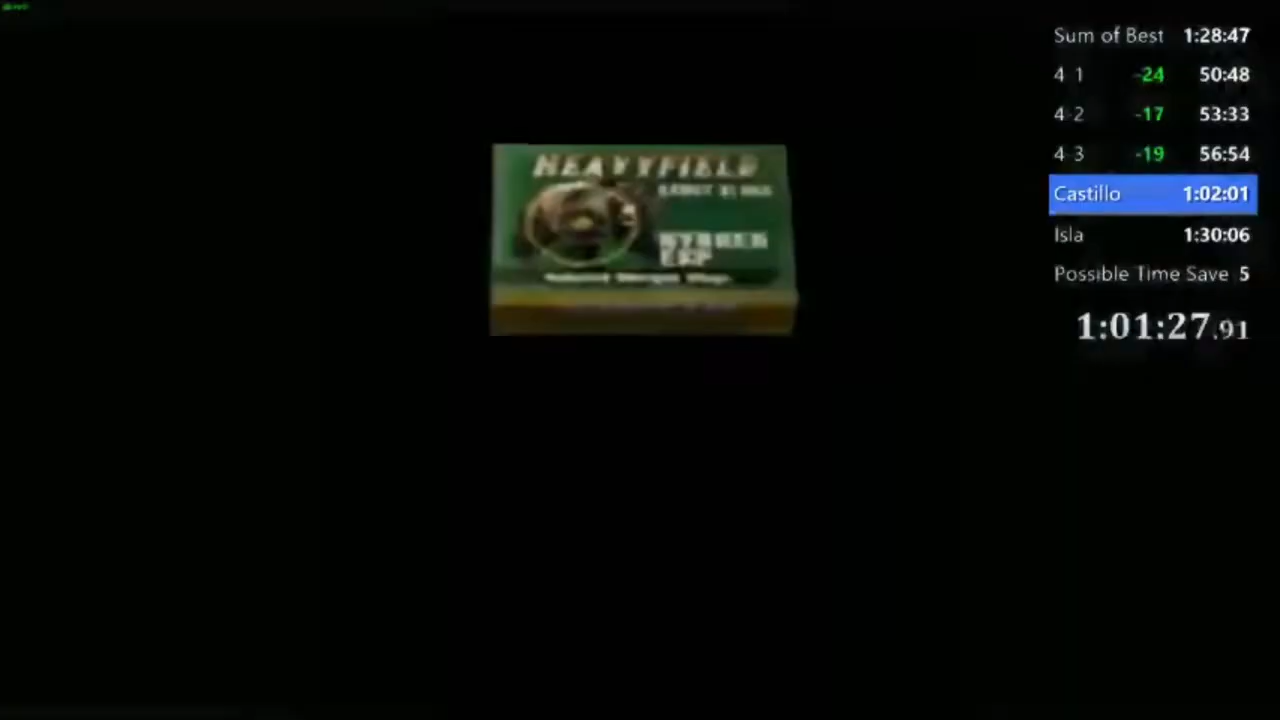 HEAVYFIELD
Sum of Best 1:28:47
4 1 -24 50:48
4 2 -17 53:33
4 3 -19 56:54
Castillo 1:02:01
Isla 1:30:06
Possible Time Save 5
1:01:27.91